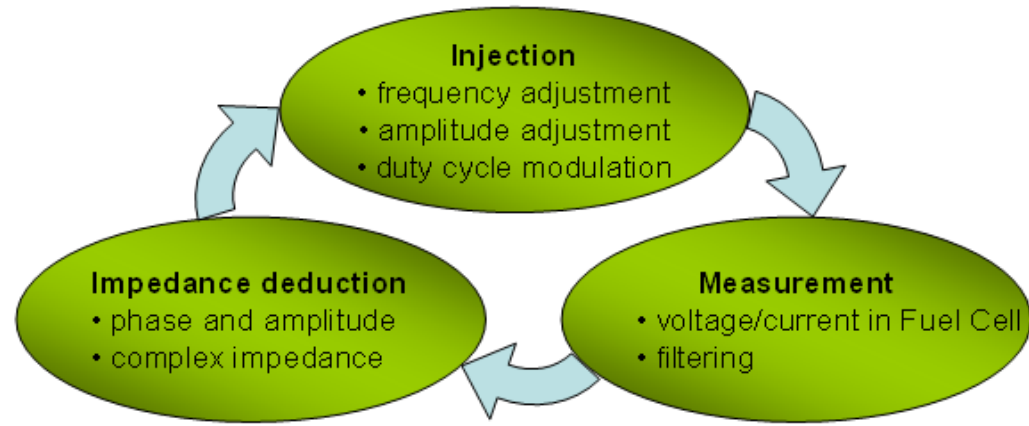 Injection
• frequency adjustment
• amplitude adjustment
• duty cycle modulation
Impedance deduction
• phase and amplitude
• complex impedance
Measurement
• voltage/current in Fuel Cell
• filtering